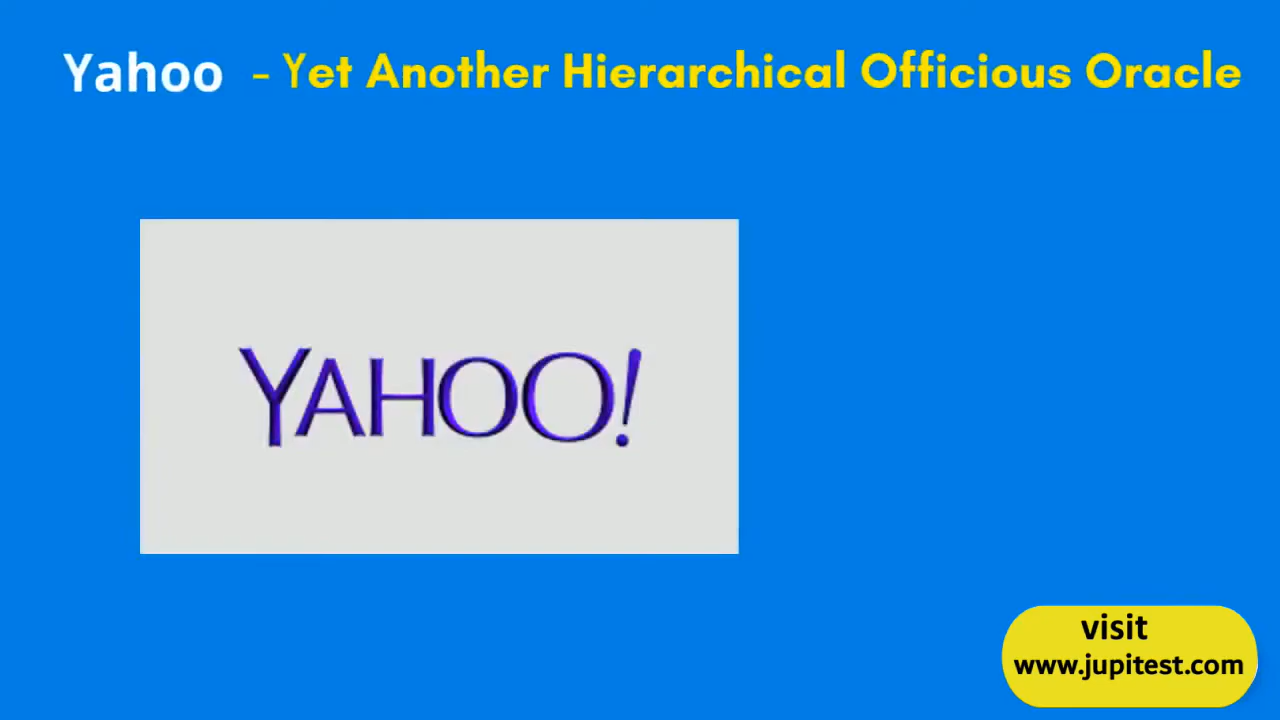 Yahoo - Yet Another Hierarchical Officious Oracle
YAHOO!
visit
www.jupitest.com